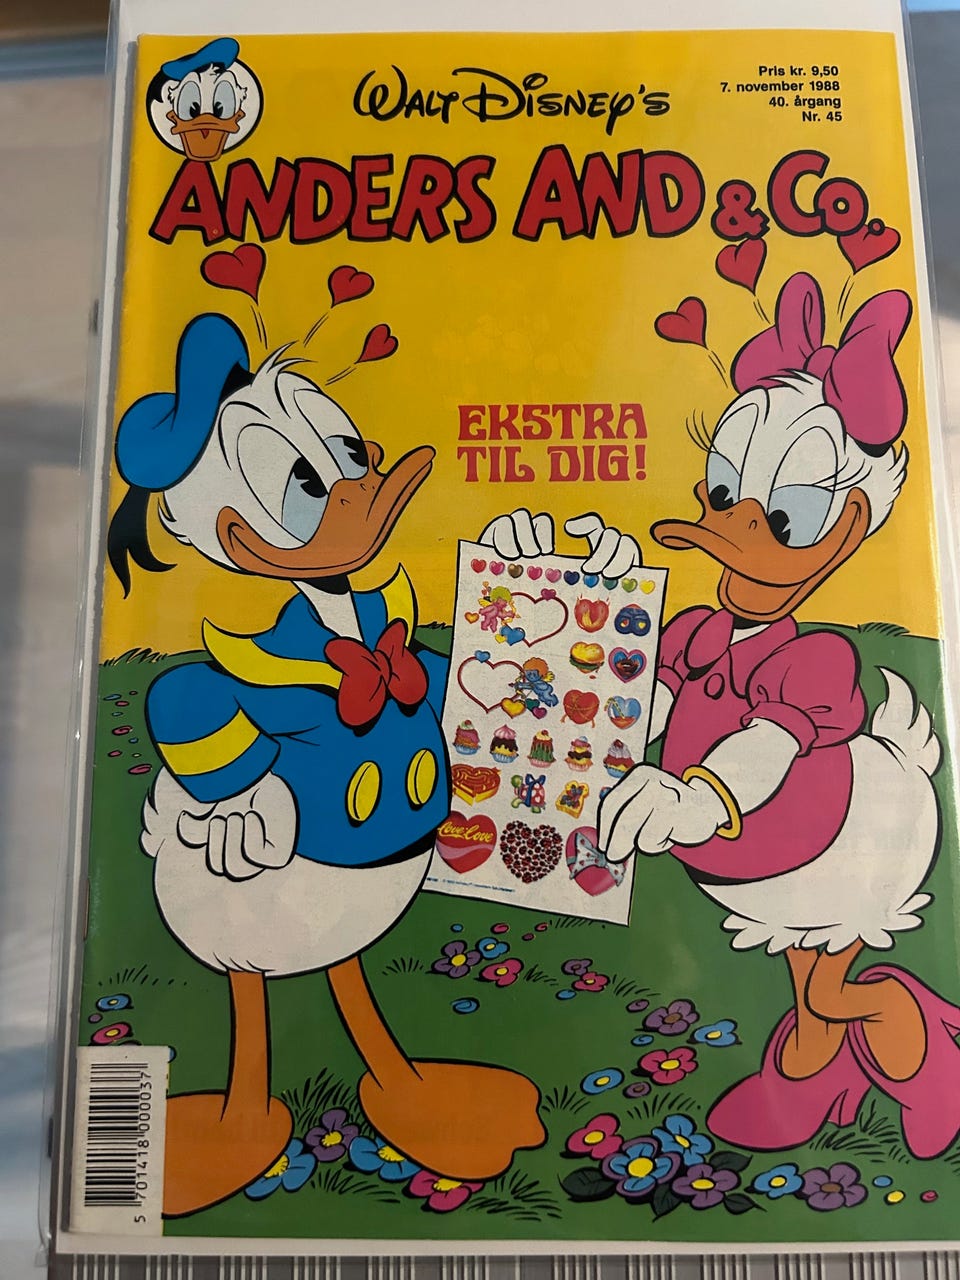 Walt Disney's
Pris kr. 9,50
7. november 1988
40. årgang
Nr. 45
ANDERS AND & Co.
EKSTRA
TIL DIG!
Love Love
5 701418 000037